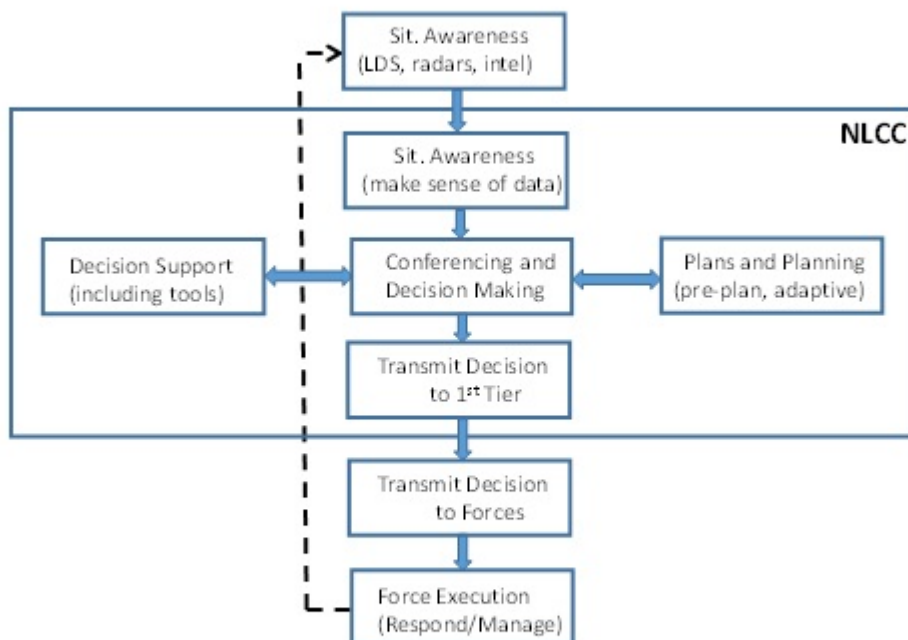 Sit. Awareness
(LDS, radars, intel)
NLCC
Sit. Awareness
(make sense of data)
Decision Support
(including tools)
Conferencing and
Decision Making
Plans and Planning
(pre-plan, adaptive)
Transmit Decision
to 1st Tier
Transmit Decision
to Forces
Force Execution
(Respond/Manage)